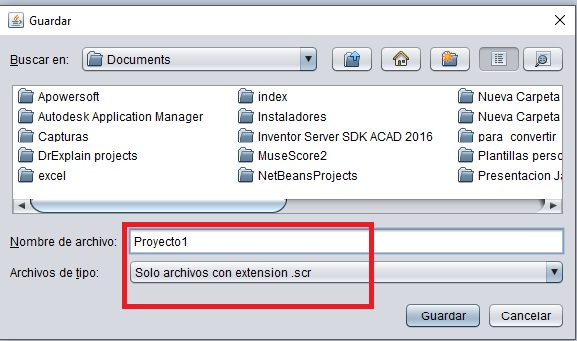 Guardar
Buscar en: Documents
Apowersoft index Nueva Carpeta
Autodesk Application Manager Instaladores Nueva Carpeta
Capturas Inventor Server SDK ACAD 2016 para convertir
DrExplain projects MuseScore2 Plantillas perso
excel NetBeansProjects Presentacion Ja
Nombre de archivo: Proyecto1
Archivos de tipo: Solo archivos con extension .scr
Guardar Cancelar